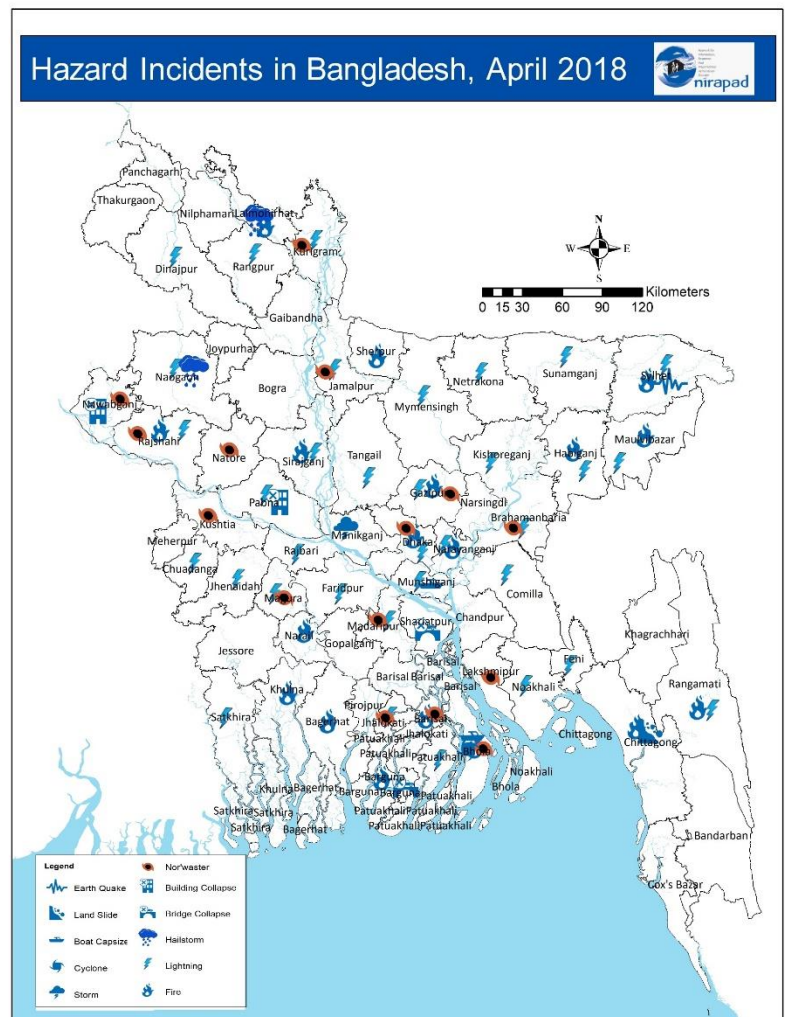 Hazard Incidents in Bangladesh, April 2018
nirapad
Panchagarh
Thakurgaon
Nilphamari Lalmonirhat
Kurigram
Dinajpur
Rangpur
N
W E
S
Kilometers
0 15 30 60 90 120
Gaibandha
Joypurhat
Sherpur
Naogaon
Bogra
Jamalpur
Netrakona
Sunamganj
Sylhet
Mymensingh
Nawabganj
Rajshahi
Natore
Sirajganj
Tangail
Kishoreganj
Habiganj
Maulvibazar
Pabna
Gazipur
Narsingdi
Kushtia
Manikganj
Dhaka
Brahamanbaria
Meherpur
Narayanganj
Chuadanga
Rajbari
Jhenaidah
Magura
Faridpur
Munshiganj
Comilla
Madaripur
Shariatpur
Chandpur
Khagrachhari
Narail
Gopalganj
Jessore
Barisal
Barisal Barisal
Barisal
Lakshmipur
Feni
Noakhali
Rangamati
Khulna
Satkhira
Bagerhat
Pirojpur
Jhalokati
Barisal
Jhalokati
Chittagong
Chittagong
Patuakhali
Patuakhali
Patuakhali
Bhola
Noakhali
Bhola
Barguna
Khulna Bagerhat Barguna Barguna Patuakhali
Satkhira
Satkhira
Patuakhali Patuakhali
Satkhira
Bagerhat
Patuakhali Patuakhali
Bandarban
Cox's Bazar
Legend
Nor'waster
Earth Quake
Building Collapse
Land Slide
Bridge Collapse
Boat Capsize
Hailstorm
Cyclone
Lightning
Storm
Fire